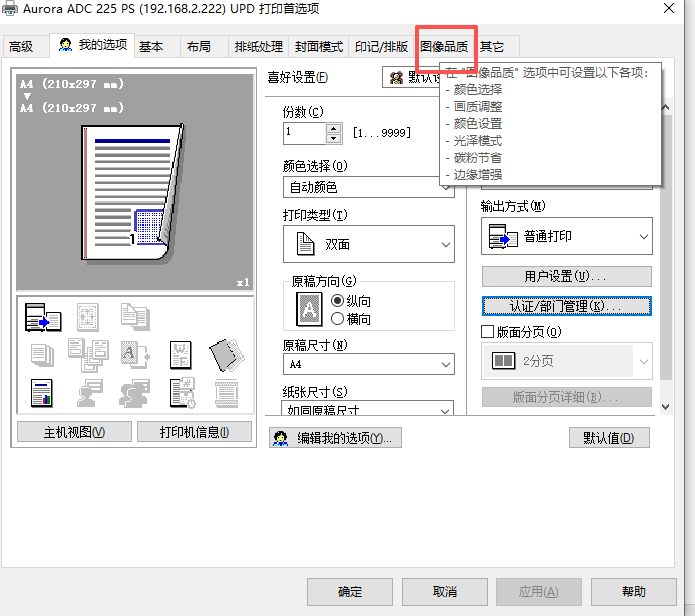 Aurora ADC 225 PS (192.168.2.222) UPD 打印首选项
高级
我的选项
基本
布局
排纸处理
封面模式
印记/排版
图像品质
其它
A4 (210x297 mm)
A4 (210x297 mm)
1
x1
主机视图(V)
打印机信息(I)
喜好设置(F)
份数(C)
1
[1...9999]
颜色选择(O)
自动颜色
打印类型(T)
双面
原稿方向(G)
A
纵向
横向
原稿尺寸(N)
A4
纸张尺寸(S)
如同原稿尺寸
编辑我的选项(Y)...
默认
在 "图像品质" 选项中可设置以下各项:
- 颜色选择
- 画质调整
- 颜色设置
- 光泽模式
- 碳粉节省
- 边缘增强
输出方式(M)
普通打印
用户设置(U)...
认证/部门管理(K)...
版面分页(Q)
2分页
版面分页详细(B)...
默认值(D)
确定
取消
应用(A)
帮助